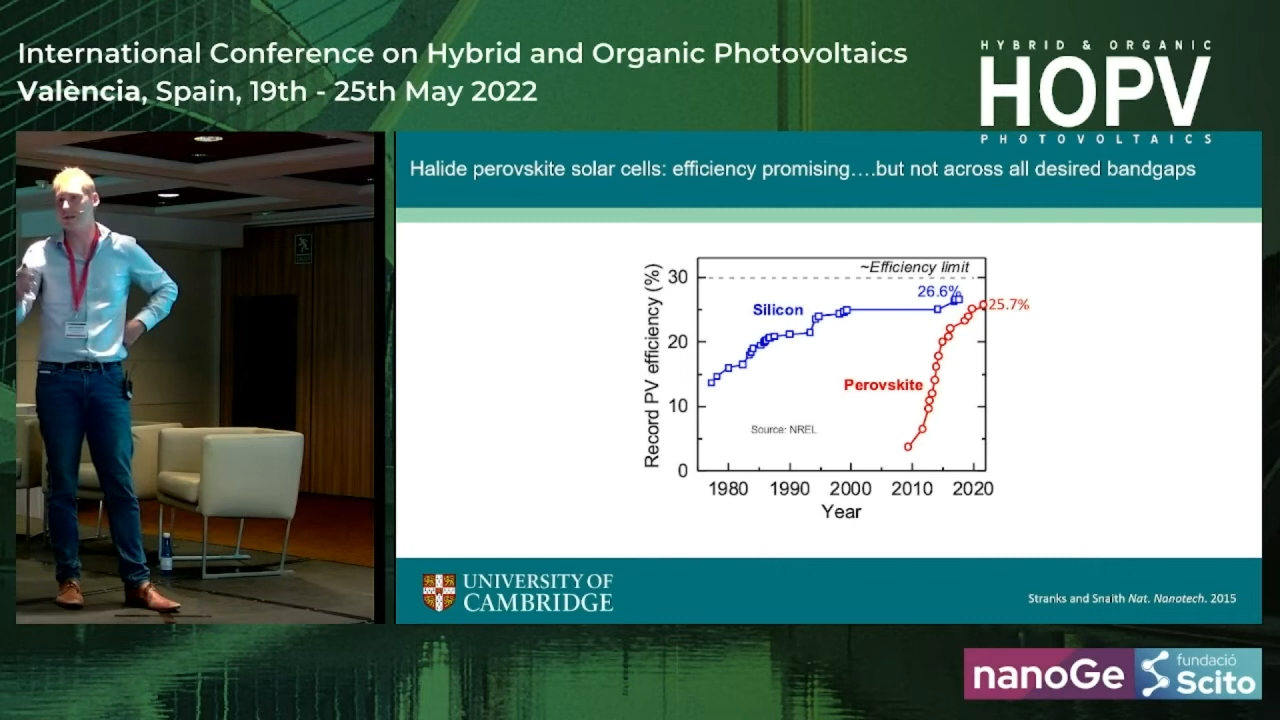 International Conference on Hybrid and Organic Photovoltaics
València, Spain, 19th - 25th May 2022
HYBRID & ORGANIC
HOPV
PHOTOVOLTAICS
Halide perovskite solar cells: efficiency promising….but not across all desired bandgaps
Record PV efficiency (%)
30
20
10
0
~Efficiency limit
26.6%
25.7%
Silicon
Perovskite
Source: NREL
1980 1990 2000 2010 2020
Year
UNIVERSITY OF
CAMBRIDGE
Stranks and Snaith Nat. Nanotech. 2015
nanoGe
fundació
Scito